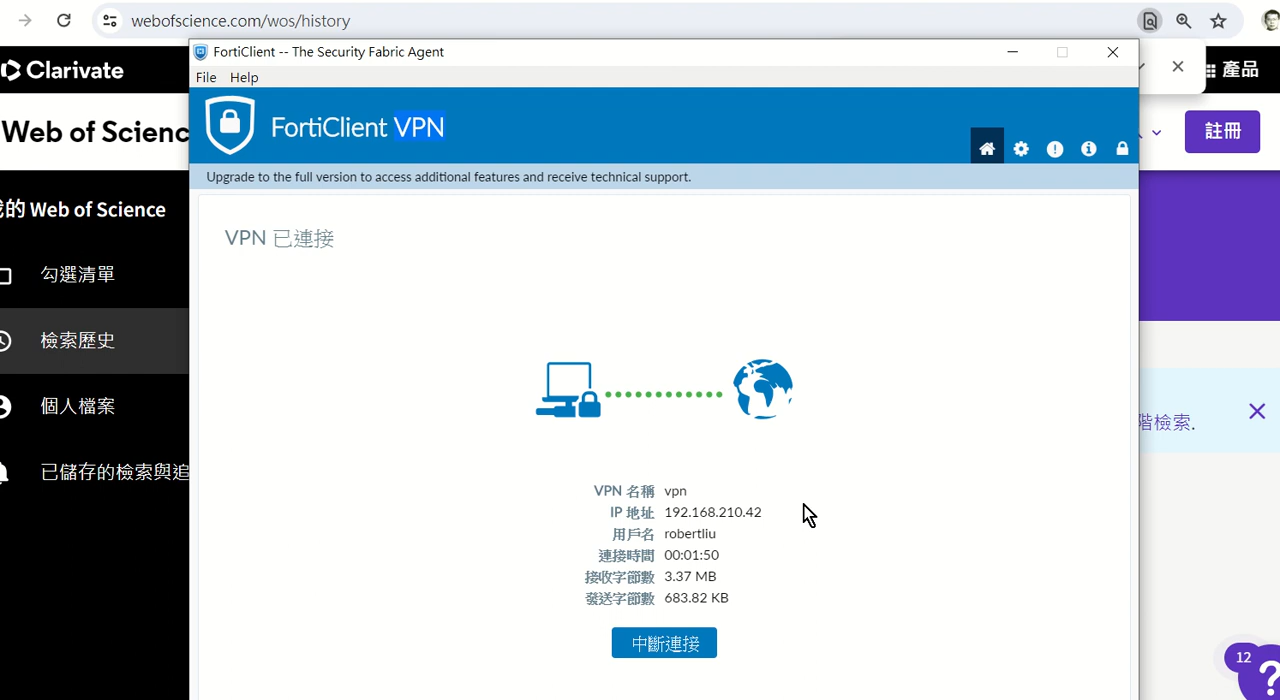 webofscience.com/wos/history
FortiClient -- The Security Fabric Agent
File Help
Clarivate
產品
FortiClient VPN
Web of Scienc
註冊
Upgrade to the full version to access additional features and receive technical support.
的 Web of Science
VPN 已連接
勾選清單
檢索歷史
個人檔案
階檢索.
已儲存的檢索與追
VPN 名稱 vpn
IP 地址 192.168.210.42
用戶名 robertliu
連接時間 00:01:50
接收字節數 3.37 MB
發送字節數 683.82 KB
中斷連接
12